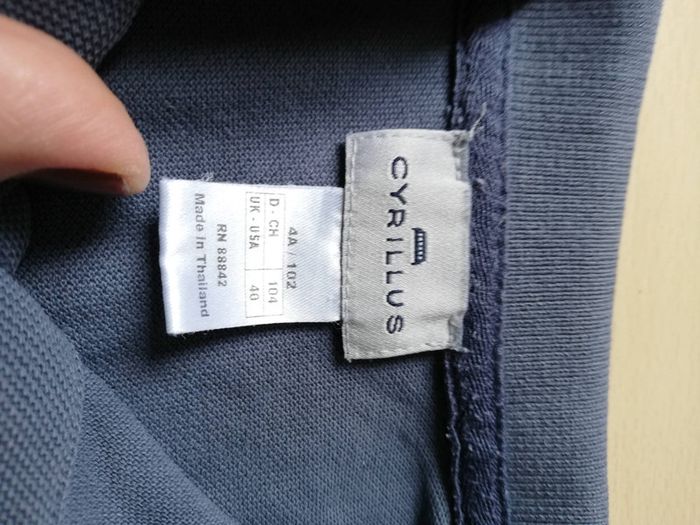 CYRILLUS
4A / 102
D - CH 104
UK - USA 40
RN 88842
Made in Thailand